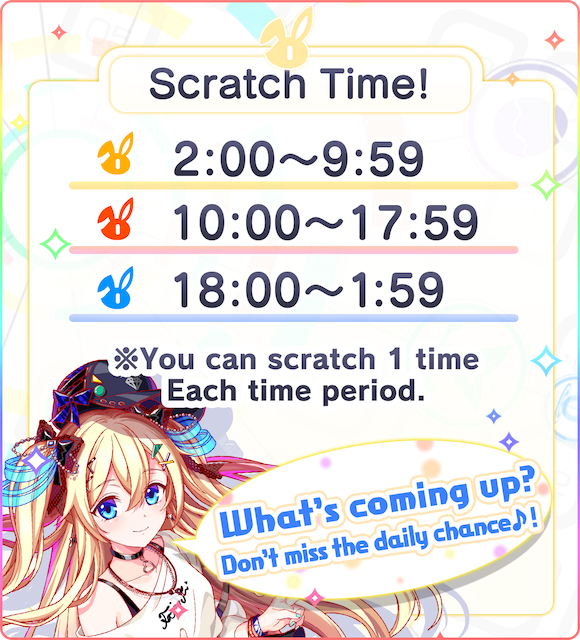 Scratch Time!
2:00～9:59
10:00～17:59
18:00～1:59
※You can scratch 1 time
Each time period.
What's coming up?
Don't miss the daily chance♪!